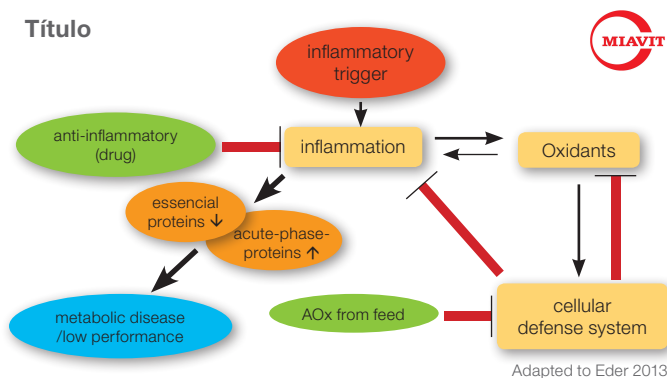 Título
MIAVIT
inflammatory
trigger
anti-inflammatory
(drug)
inflammation
Oxidants
essencial
proteins ↓
acute-phase-
proteins ↑
metabolic disease
/low performance
AOx from feed
cellular
defense system
Adapted to Eder 2013